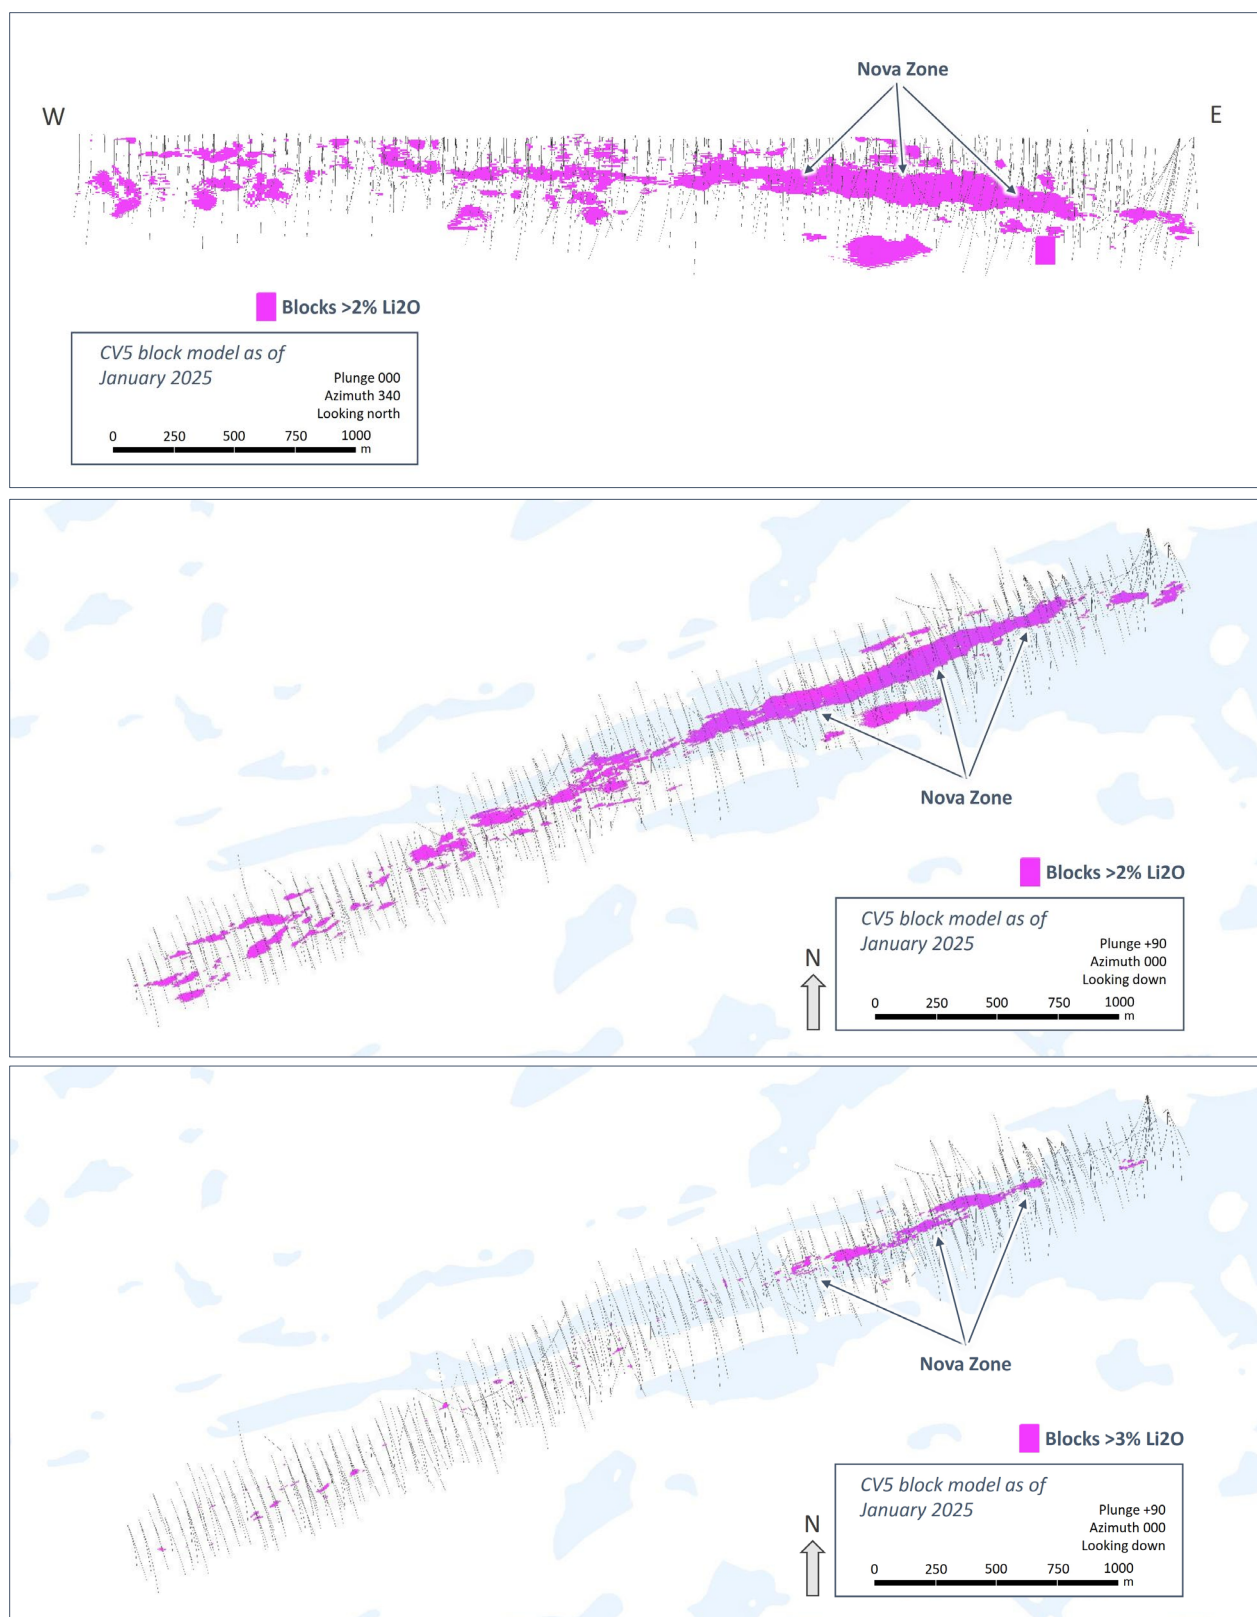 Nova Zone
W
E
Blocks >2% Li2O
CV5 block model as of
January 2025
Plunge 000
Azimuth 340
Looking north
0 250 500 750 1000
m
Nova Zone
Blocks >2% Li2O
CV5 block model as of
January 2025
N
Plunge +90
Azimuth 000
Looking down
0 250 500 750 1000
m
Nova Zone
Blocks >3% Li2O
CV5 block model as of
January 2025
N
Plunge +90
Azimuth 000
Looking down
0 250 500 750 1000
m